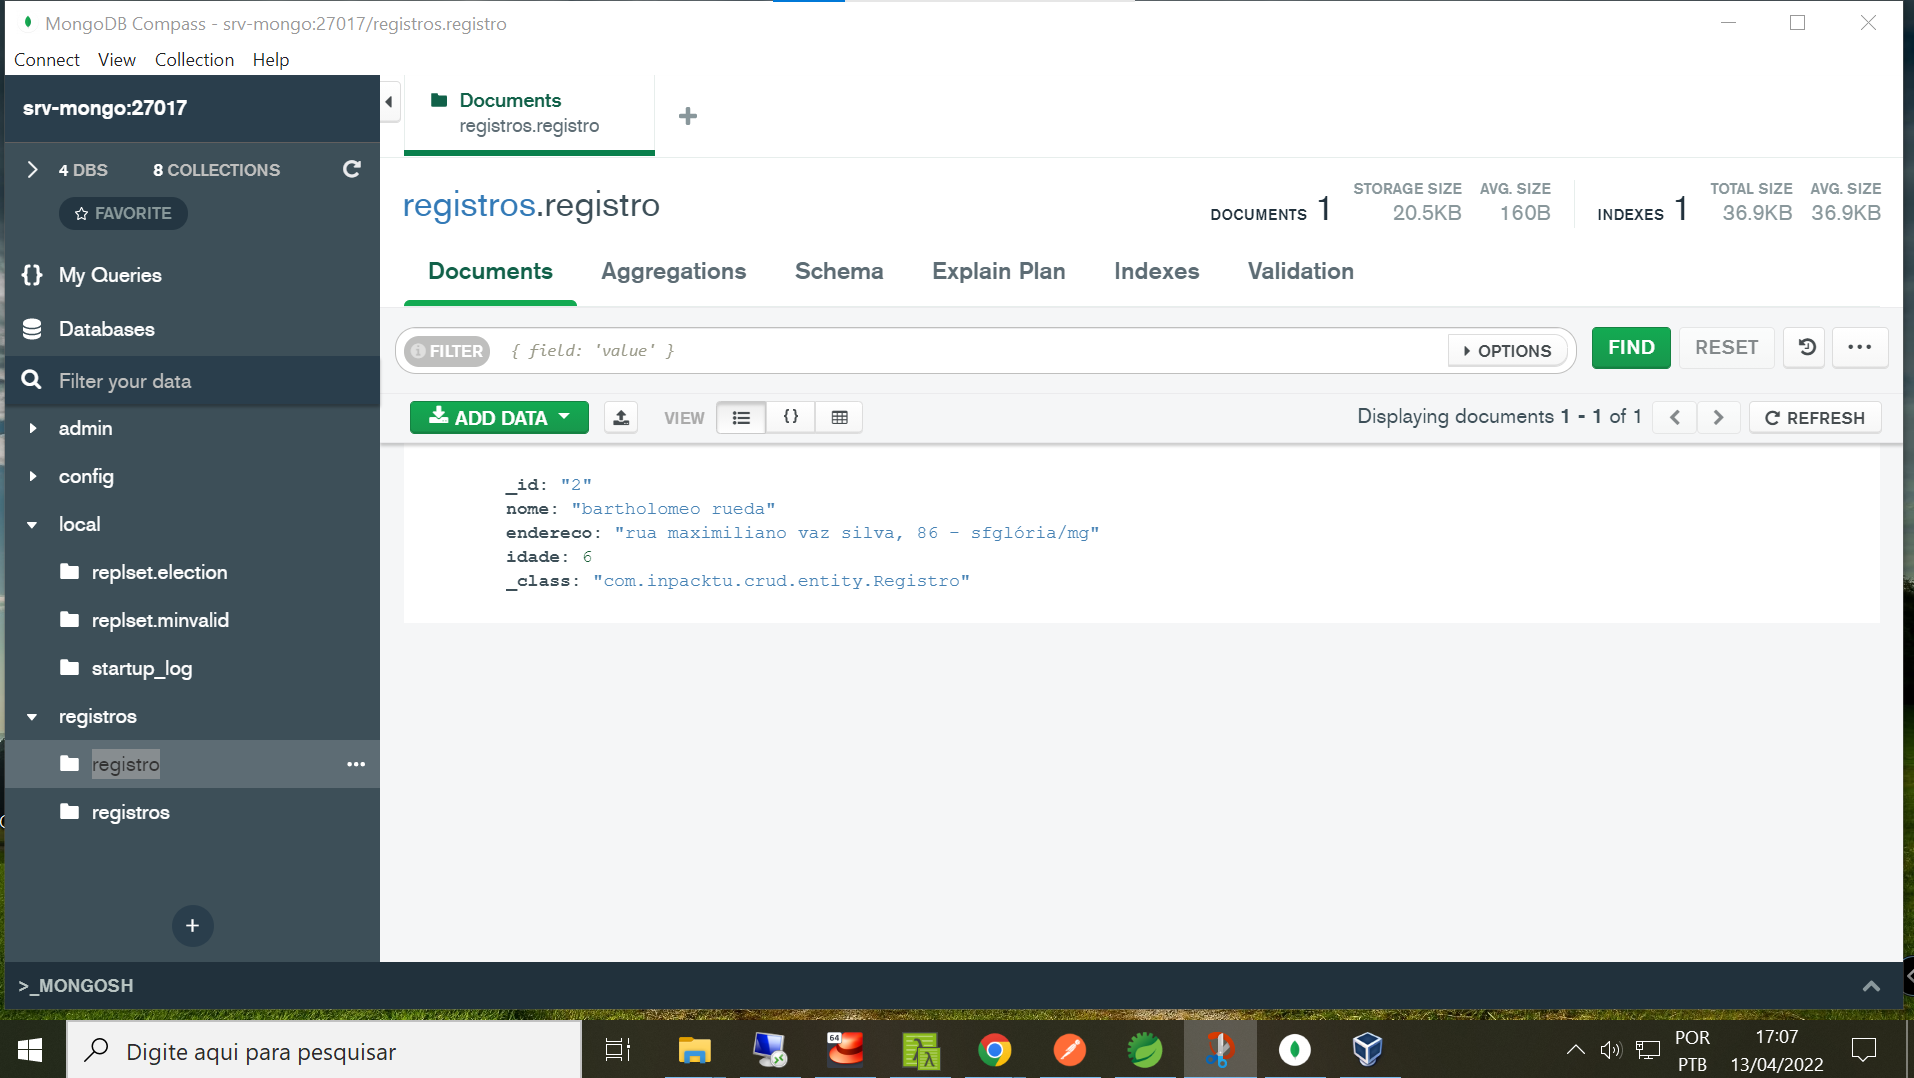 MongoDB Compass - srv-mongo:27017/registros.registro
Connect View Collection Help
srv-mongo:27017
4 DBS 8 COLLECTIONS
FAVORITE
{} My Queries
Databases
Filter your data
admin
config
local
replset.election
replset.minvalid
startup_log
registros
registro
registros
Documents
registros.registro
registros.registro
DOCUMENTS 1
STORAGE SIZE
20.5KB
AVG. SIZE
160B
INDEXES 1
TOTAL SIZE
36.9KB
AVG. SIZE
36.9KB
Documents Aggregations Schema Explain Plan Indexes Validation
FILTER { field: 'value' } OPTIONS FIND RESET
ADD DATA VIEW {} Displaying documents 1 - 1 of 1 REFRESH
_id: "2"
nome: "bartholomeo rueda"
endereco: "rua maximiliano vaz silva, 86 - sfglória/mg"
idade: 6
_class: "com.inpacktu.crud.entity.Registro"
>_MONGOSH
Digite aqui para pesquisar
64
λλ
POR
PTB
17:07
13/04/2022